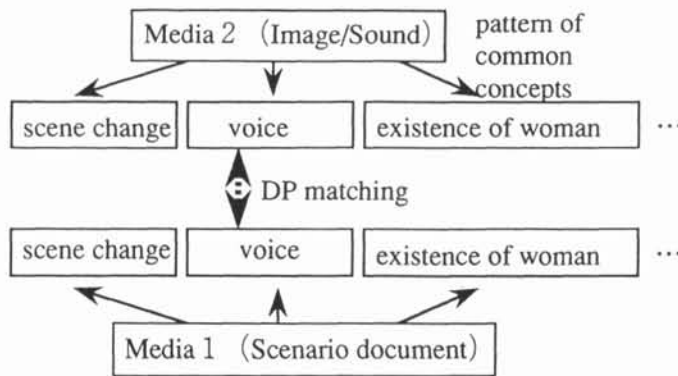 Media 2 (Image/Sound)
pattern of
common
concepts
scene change
voice
existence of woman
…
DP matching
scene change
voice
existence of woman
…
Media 1 (Scenario document)